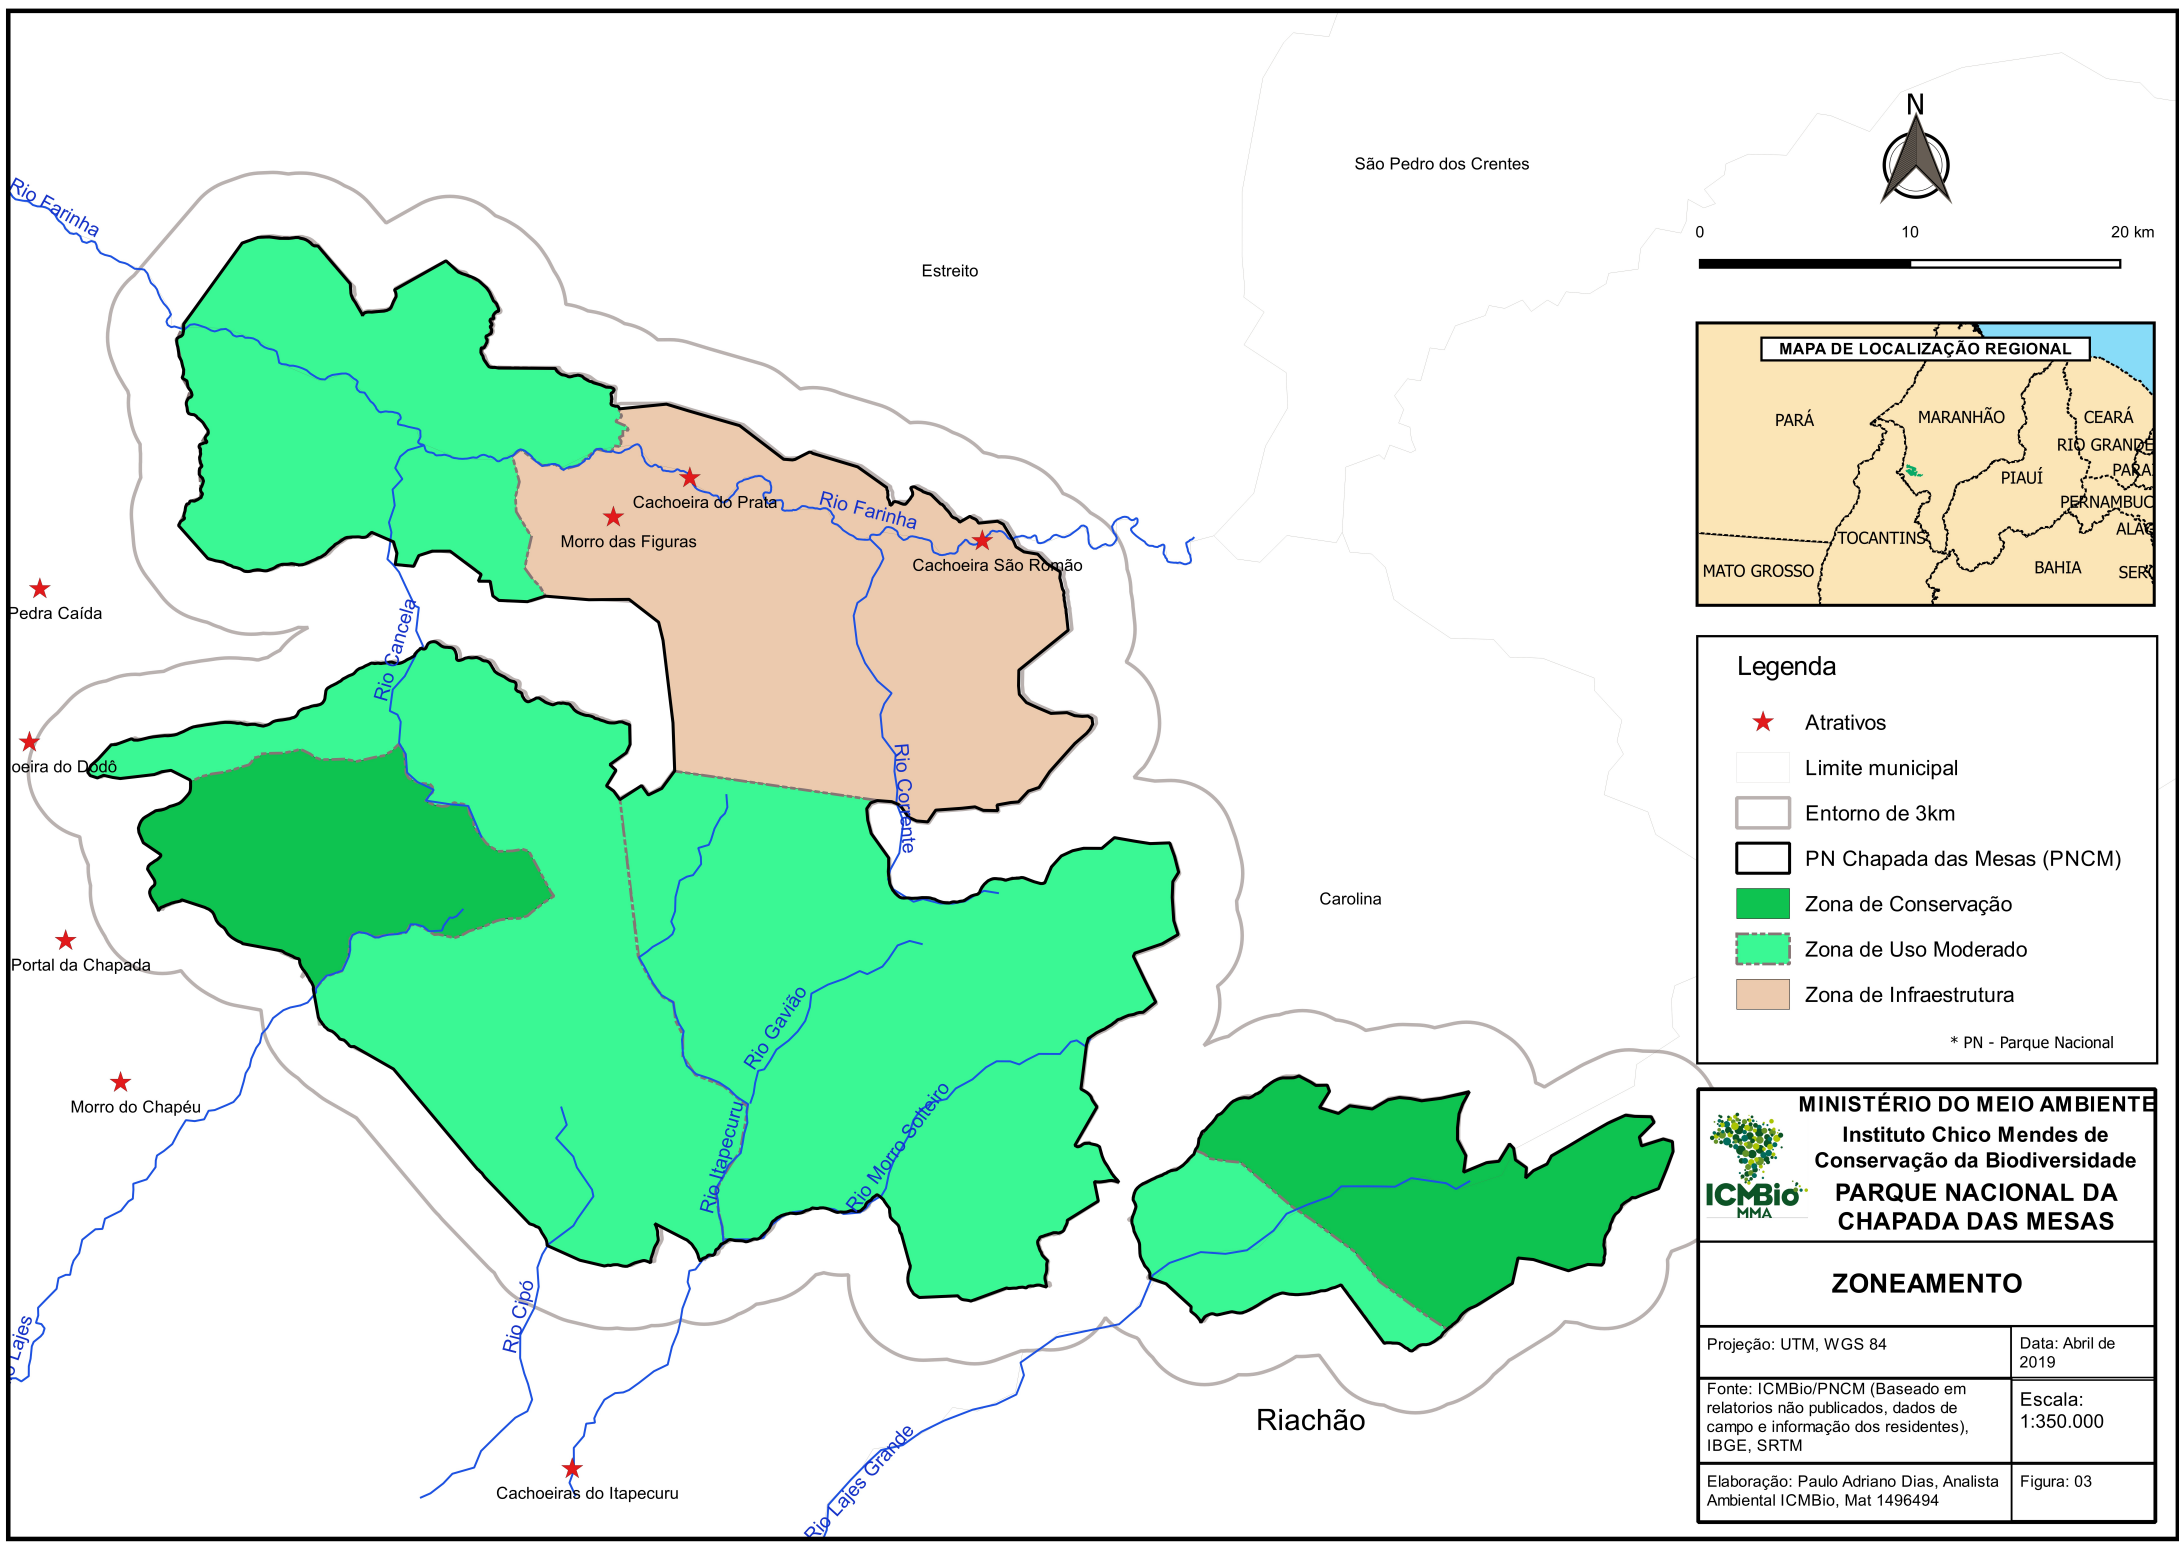 Rio Farinha
São Pedro dos Crentes
Estreito
Cachoeira do Prata
Morro das Figuras
Rio Farinha
Cachoeira São Romão
Pedra Caída
Rio Cancela
oeira do Dodô
Rio Corrente
Carolina
Portal da Chapada
Rio Gavião
Morro do Chapéu
Rio Itapecuru
Rio Morro Solteiro
Rio Cipó
Lajes
Riachão
Cachoeiras do Itapecuru
Rio Lajes Grande
N
0 10 20 km
MAPA DE LOCALIZAÇÃO REGIONAL
PARÁ
MARANHÃO
CEARÁ
RIO GRANDE
PARAÍ
PIAUÍ
PERNAMBUC
ALAG
TOCANTINS
BAHIA
MATO GROSSO
SERG
Legenda
Atrativos
Limite municipal
Entorno de 3km
PN Chapada das Mesas (PNCM)
Zona de Conservação
Zona de Uso Moderado
Zona de Infraestrutura
* PN - Parque Nacional
ICMBio
MMA
MINISTÉRIO DO MEIO AMBIENTE
Instituto Chico Mendes de
Conservação da Biodiversidade
PARQUE NACIONAL DA
CHAPADA DAS MESAS
ZONEAMENTO
Projeção: UTM, WGS 84
Data: Abril de
2019
Fonte: ICMBio/PNCM (Baseado em
relatorios não publicados, dados de
campo e informação dos residentes),
IBGE, SRTM
Escala:
1:350.000
Elaboração: Paulo Adriano Dias, Analista
Ambiental ICMBio, Mat 1496494
Figura: 03